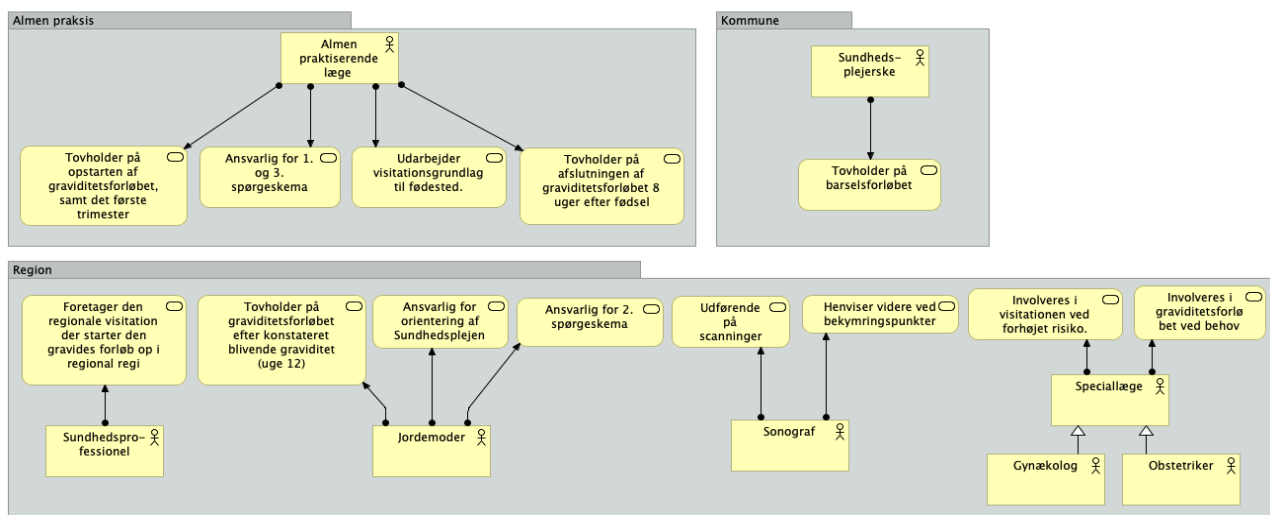 Almen praksis
Almen
praktiserende
læge
Tovholder på
opstarten af
graviditetsforløbet,
samt det første
trimester
Ansvarlig for 1.
og 3.
spørgeskema
Udarbejder
visitationsgrundlag
til fødested.
Tovholder på
afslutningen af
graviditetsforløbet 8
uger efter fødsel
Kommune
Sundheds-
plejerske
Tovholder på
barselsforløbet
Region
Foretager den
regionale visitation
der starter den
gravides forløb op i
regional regi
Tovholder på
graviditetsforløbet
efter konstateret
blivende graviditet
(uge 12)
Ansvarlig for
orientering af
Sundhedsplejen
Ansvarlig for 2.
spørgeskema
Udførende
på
scanninger
Henviser videre ved
bekymringspunkter
Involveres i
visitationen ved
forhøjet risiko.
Involveres i
graviditetsforlø
bet ved behov
Sundhedspro-
fessionel
Jordemoder
Sonograf
Speciallæge
Gynækolog
Obstetriker